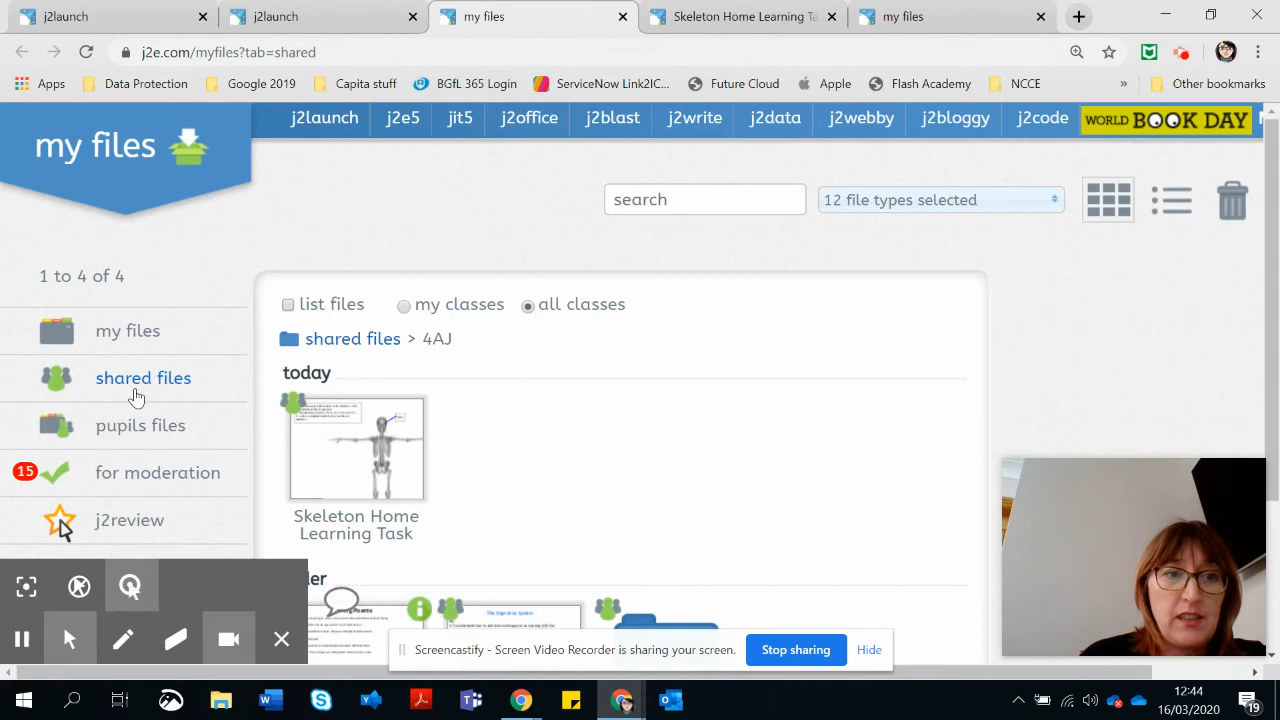 j2launch
j2launch
my files
Skeleton Home Learning Ta
my files
j2e.com/myfiles?tab=shared
Apps
Data Protection
Google 2019
Capita stuff
BGfL 365 Login
ServiceNow Link2IC...
Future Cloud
Apple
Flash Academy
NCCE
»
Other bookmarks
my files
j2launch
j2e5
jit5
j2office
j2blast
j2write
j2data
j2webby
j2bloggy
j2code
WORLD BOOK DAY
search
12 file types selected
1 to 4 of 4
my files
shared files
pupils files
15
for moderation
j2review
list files
my classes
all classes
shared files > 4AJ
today
Skeleton Home
Learning Task
der
Poems
The Digestive System
Screencastify - Screen Video Recorder is sharing your screen.
Stop sharing
Hide
12:44
16/03/2020
19